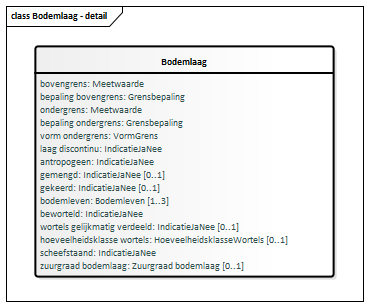 class Bodemlaag - detail
Bodemlaag
bovengrens: Meetwaarde
bepaling bovengrens: Grensbepaling
ondergrens: Meetwaarde
bepaling ondergrens: Grensbepaling
vorm ondergrens: VormGrens
laag discontinu: IndicatieJaNee
antropogeen: IndicatieJaNee
gemengd: IndicatieJaNee [0..1]
gekeerd: IndicatieJaNee [0..1]
bodemleven: Bodemleven [1..3]
beworteld: IndicatieJaNee
wortels gelijkmatig verdeeld: IndicatieJaNee [0..1]
hoeveelheidsklasse wortels: HoeveelheidsklasseWortels [0..1]
scheefstaand: IndicatieJaNee
zuurgraad bodemlaag: Zuurgraad bodemlaag [0..1]